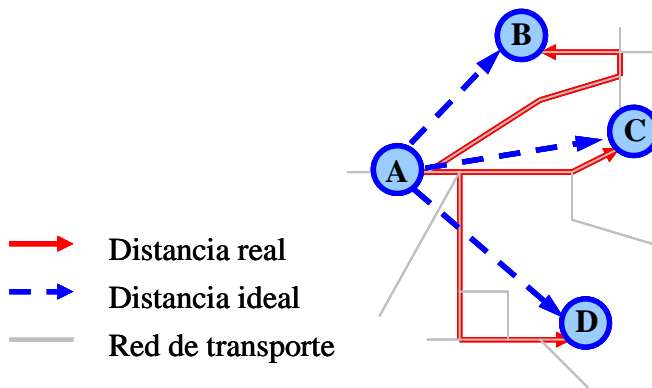 B
C
A
Distancia real
Distancia ideal
D
Red de transporte